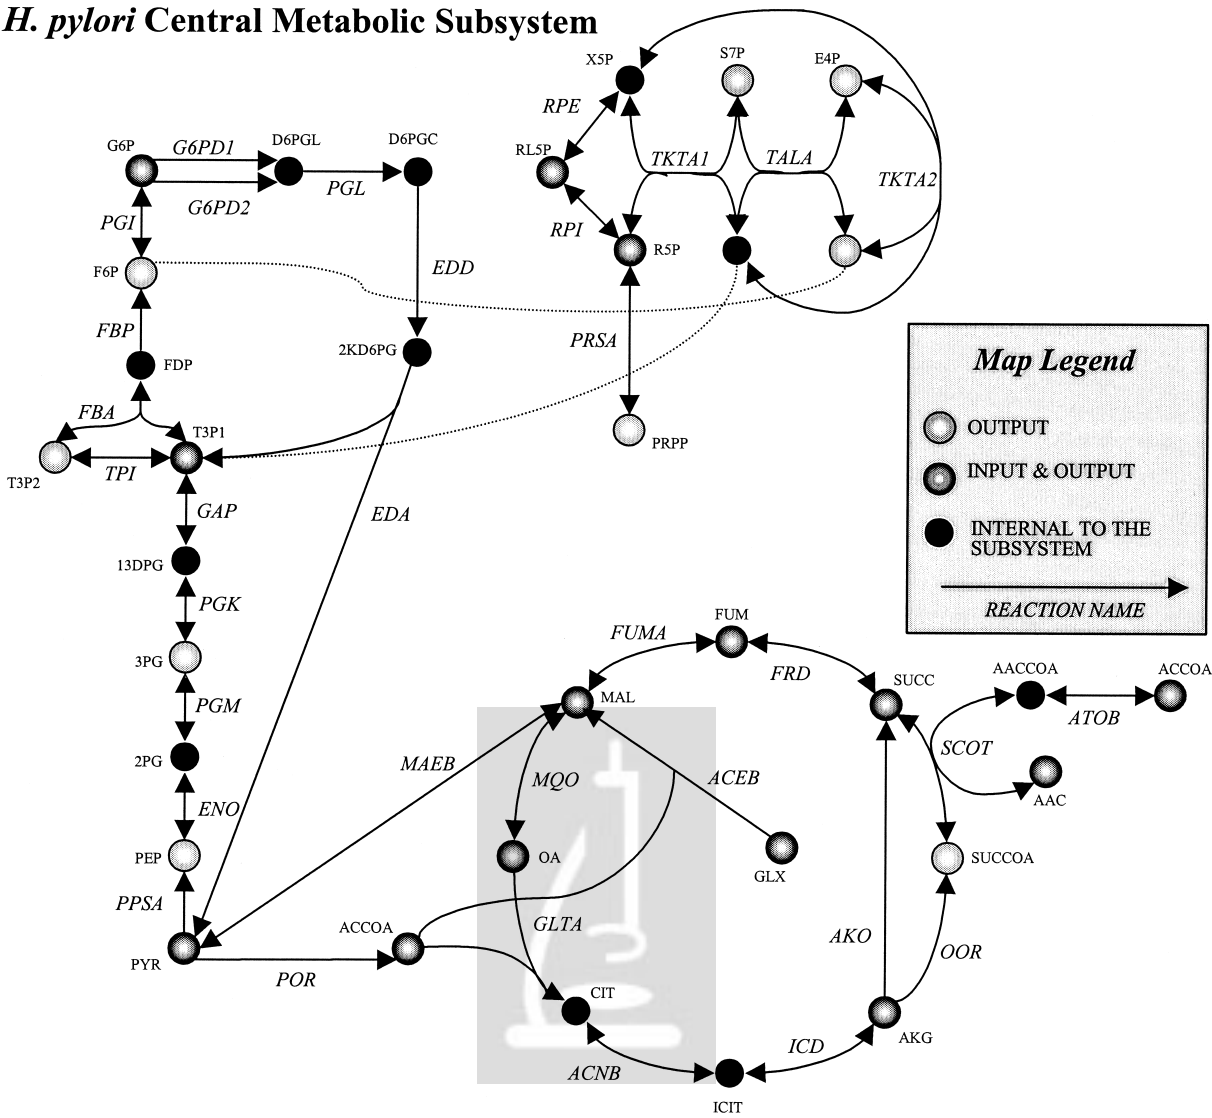 H. pylori Central Metabolic Subsystem
X5P
S7P
E4P
RPE
G6P
G6PD1
D6PGL
D6PGC
RL5P
TKTA1
TALA
TKTA2
PGL
G6PD2
PGI
RPI
R5P
F6P
EDD
FBP
PRSA
2KD6PG
FDP
Map Legend
FBA
T3P1
OUTPUT
PRPP
TPI
T3P2
INPUT & OUTPUT
GAP
EDA
INTERNAL TO THE
SUBSYSTEM
13DPG
PGK
REACTION NAME
FUM
FUMA
3PG
FRD
SUCC
AACCOA
ACCOA
MAL
PGM
ATOB
2PG
MAEB
MQO
ACEB
SCOT
AAC
ENO
PEP
OA
GLX
SUCCOA
PPSA
ACCOA
GLTA
AKO
OOR
PYR
POR
CIT
AKG
ICD
ACNB
ICIT